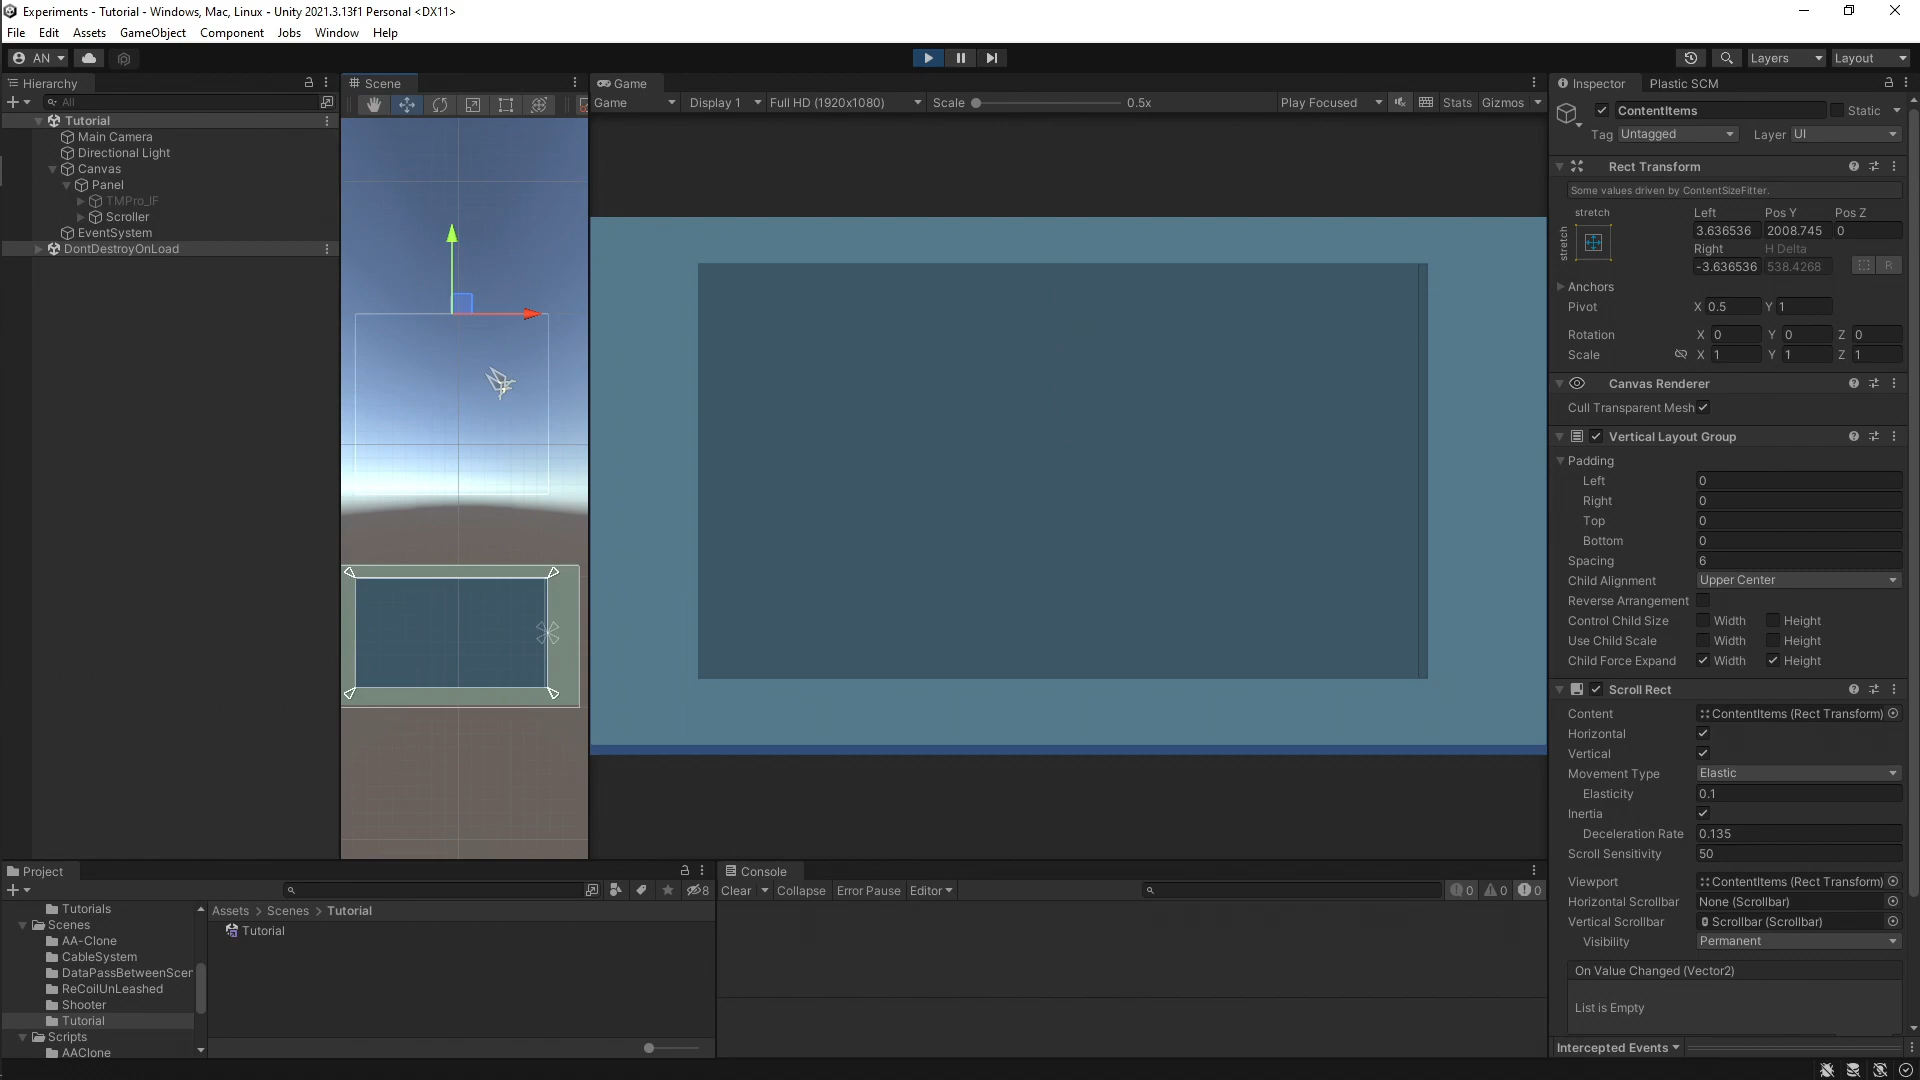 Experiments - Tutorial - Windows, Mac, Linux - Unity 2021.3.13f1 Personal <DX11>
File Edit Assets GameObject Component Jobs Window Help
AN Layers Layout
Hierarchy Scene Game Inspector Plastic SCM
All Game Display 1 Full HD (1920x1080) Scale 0.5x Play Focused Stats Gizmos
ContentItems Static
Tag Untagged Layer UI
Tutorial
Main Camera
Directional Light
Canvas
Panel
TMPro_IF
Scroller
EventSystem
DontDestroyOnLoad
Rect Transform
Some values driven by ContentSizeFitter.
stretch Left Pos Y Pos Z
stretch 3.636536 2008.745 0
Right H Delta
-3.636536 538.4268 R
Anchors
Pivot X 0.5 Y 1
Rotation X 0 Y 0 Z 0
Scale X 1 Y 1 Z 1
Canvas Renderer
Cull Transparent Mesh
Vertical Layout Group
Padding
Left 0
Right 0
Top 0
Bottom 0
Spacing 6
Child Alignment Upper Center
Reverse Arrangement
Control Child Size Width Height
Use Child Scale Width Height
Child Force Expand Width Height
Scroll Rect
Content ContentItems (Rect Transform)
Horizontal
Vertical
Movement Type Elastic
Elasticity 0.1
Inertia
Deceleration Rate 0.135
Scroll Sensitivity 50
Viewport ContentItems (Rect Transform)
Horizontal Scrollbar None (Scrollbar)
Vertical Scrollbar Scrollbar (Scrollbar)
Visibility Permanent
On Value Changed (Vector2)
List is Empty
Intercepted Events
Project
8
Tutorials
Scenes
AA-Clone
CableSystem
DataPassBetweenScer
ReCoilUnLeashed
Shooter
Tutorial
Scripts
AAClone
Assets > Scenes > Tutorial
Tutorial
Console
Clear Collapse Error Pause Editor 0 0 0